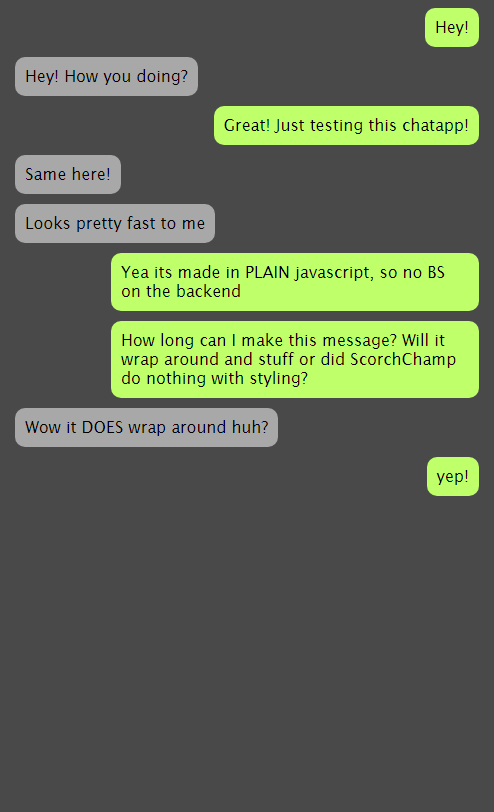 Hey!
Hey! How you doing?
Great! Just testing this chatapp!
Same here!
Looks pretty fast to me
Yea its made in PLAIN javascript, so no BS
on the backend
How long can I make this message? Will it
wrap around and stuff or did ScorchChamp
do nothing with styling?
Wow it DOES wrap around huh?
yep!